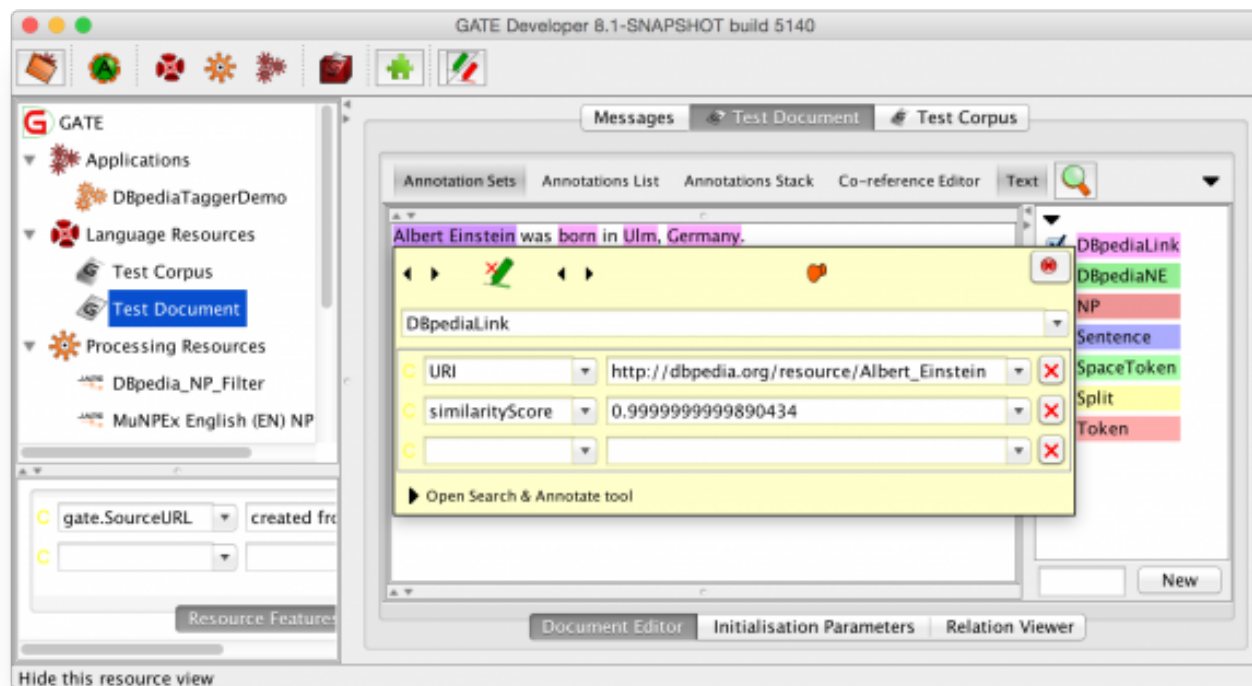 GATE Developer 8.1-SNAPSHOT build 5140
GATE
Applications
DBpediaTaggerDemo
Language Resources
Test Corpus
Test Document
Processing Resources
DBpedia_NP_Filter
MuNPEx English (EN) NP
C gate.SourceURL created fro
C
Resource Features
Messages Test Document Test Corpus
Annotation Sets Annotations List Annotations Stack Co-reference Editor Text
Albert Einstein was born in Ulm, Germany.
DBpediaLink
C URI http://dbpedia.org/resource/Albert_Einstein
C similarityScore 0.9999999999890434
C
Open Search & Annotate tool
DBpediaLink
DBpediaNE
NP
Sentence
SpaceToken
Split
Token
New
Document Editor Initialisation Parameters Relation Viewer
Hide this resource view